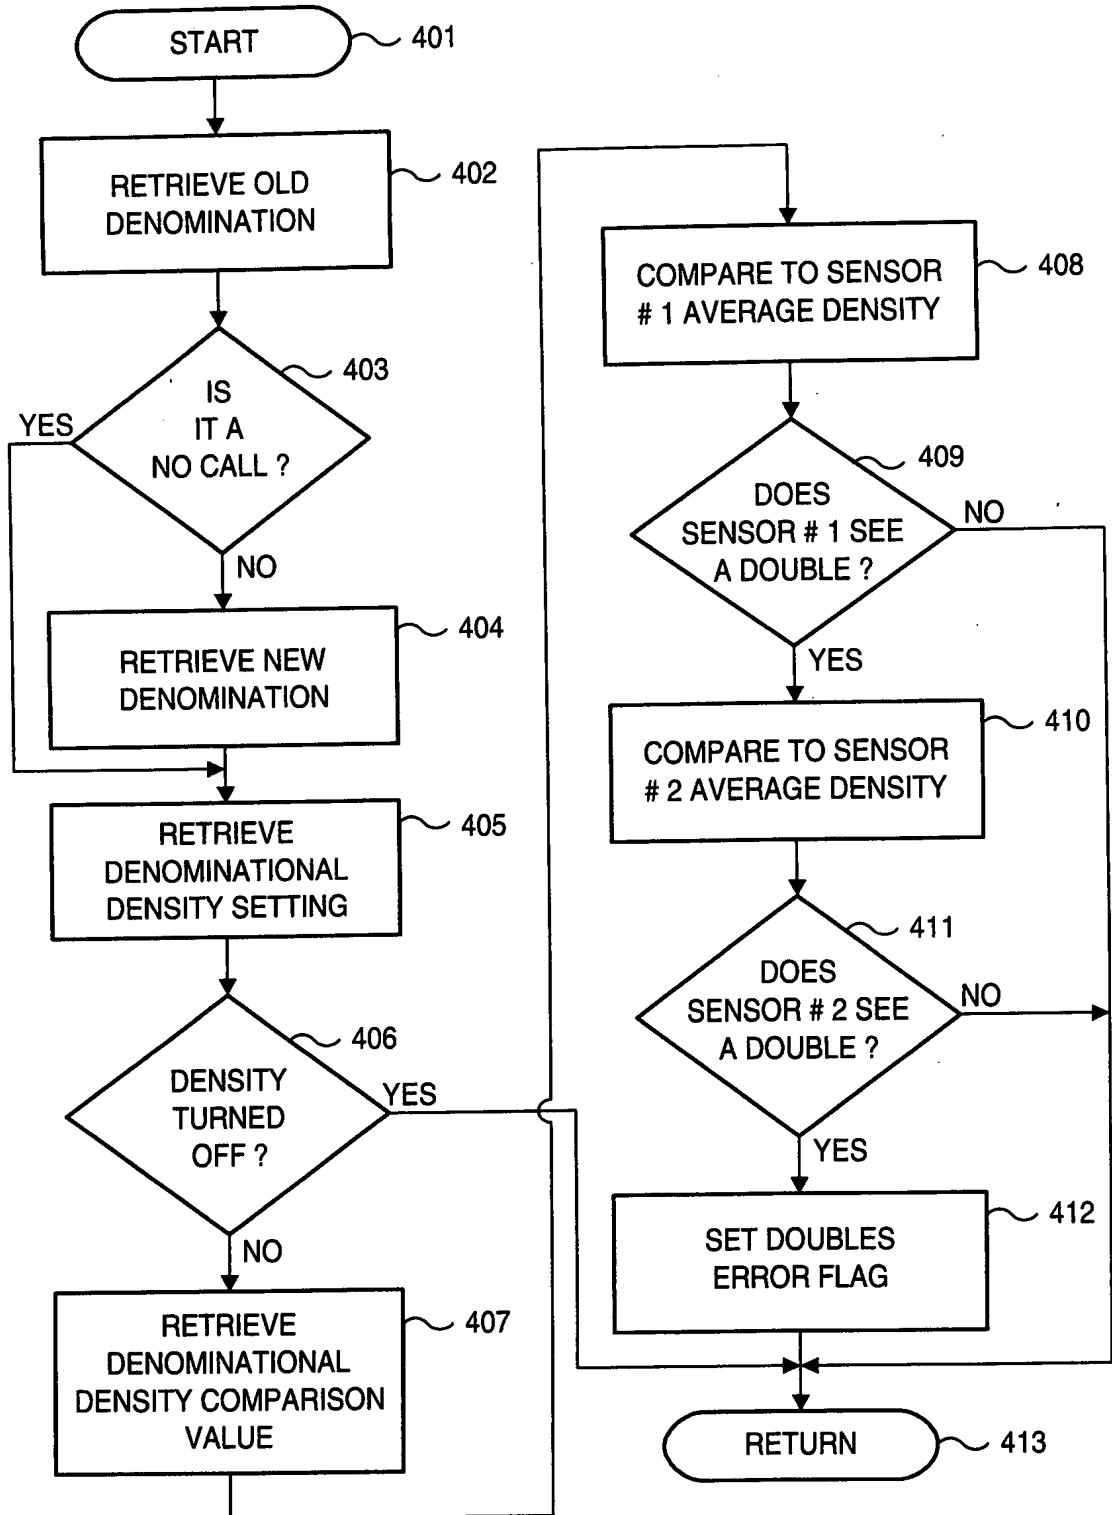 START
401
RETRIEVE OLD
DENOMINATION
402
IS
IT A
NO CALL ?
403
YES
NO
RETRIEVE NEW
DENOMINATION
404
RETRIEVE
DENOMINATIONAL
DENSITY SETTING
405
DENSITY
TURNED
OFF ?
406
YES
NO
RETRIEVE
DENOMINATIONAL
DENSITY COMPARISON
VALUE
407
COMPARE TO SENSOR
# 1 AVERAGE DENSITY
408
DOES
SENSOR # 1 SEE
A DOUBLE ?
409
NO
YES
COMPARE TO SENSOR
# 2 AVERAGE DENSITY
410
DOES
SENSOR # 2 SEE
A DOUBLE ?
411
NO
YES
SET DOUBLES
ERROR FLAG
412
RETURN
413